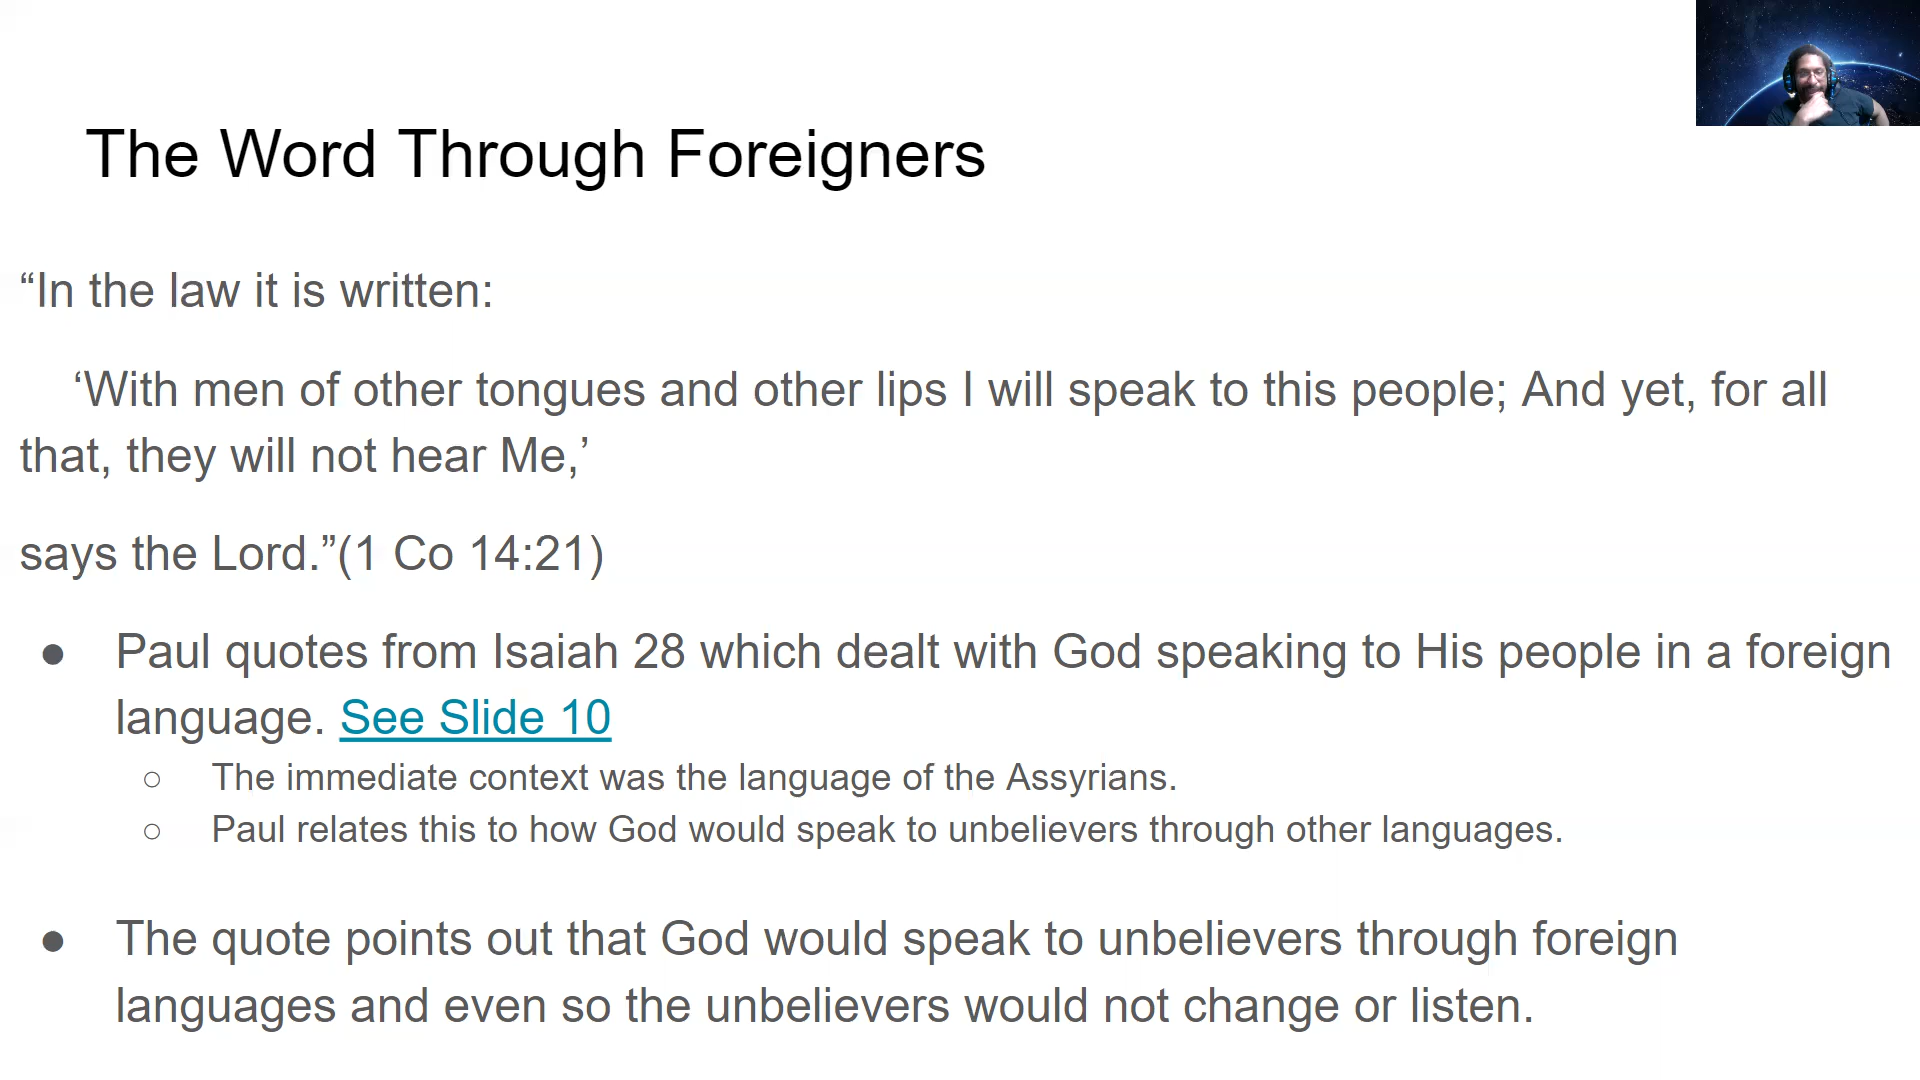 The Word Through Foreigners
“In the law it is written:
‘With men of other tongues and other lips I will speak to this people; And yet, for all
that, they will not hear Me,’
says the Lord.”(1 Co 14:21)
● Paul quotes from Isaiah 28 which dealt with God speaking to His people in a foreign
language. See Slide 10
○ The immediate context was the language of the Assyrians.
○ Paul relates this to how God would speak to unbelievers through other languages.
● The quote points out that God would speak to unbelievers through foreign
languages and even so the unbelievers would not change or listen.